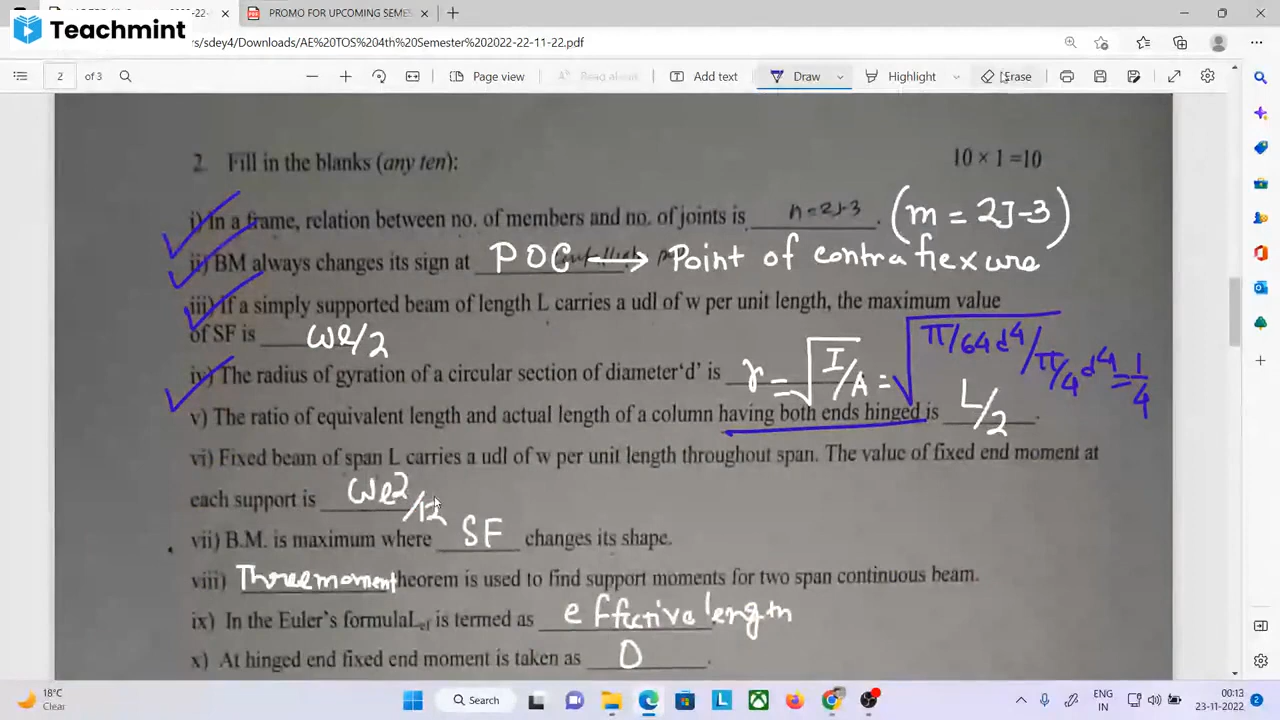 Teachmint
22-
PROMO FOR UPCOMING SEMES
rs/sdey4/Downloads/AE%20TOS%204th%20Semester%202022-22-11-22.pdf
2 of 3
Page view
Read aloud
Add text
Draw
Highlight
Erase
2. Fill in the blanks (any ten): 10 × 1 =10
i) In a frame, relation between no. of members and no. of joints is n=2J-3. (m = 2J-3)
ii) BM always changes its sign at POC → Point of contraflexure
iii) If a simply supported beam of length L carries a udl of w per unit length, the maximum value
of SF is wl/2
iv) The radius of gyration of a circular section of diameter'd' is r = √I/A = √π/64d⁴/π/4d⁴=1/4
v) The ratio of equivalent length and actual length of a column having both ends hinged is L/2.
vi) Fixed beam of span L carries a udl of w per unit length throughout span. The value of fixed end moment at
each support is wl2/12
vii) B.M. is maximum where SF changes its shape.
viii) Three moment theorem is used to find support moments for two span continuous beam.
ix) In the Euler's formulaLef is termed as effective length
x) At hinged end fixed end moment is taken as 0.
18°C
Clear
Search
ENG
IN
00:13
23-11-2022
2